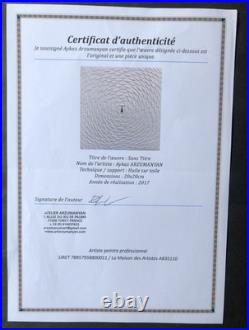 Certificat d'authenticité
Je soussigné Aykaz Arzumanyan certifie que l'œuvre désignée ci-dessous est
l'original et une pièce unique.
Titre de l'œuvre : Sans Titre
Nom de l'artiste : Aykaz ARZUMANYAN
Technique / support : Huile sur toile
Dimensions : 20x20cm
Année de réalisation : 2017
Signature de l'auteur :
ATELIER ARZUMANYAN
Artiste peintre professionnel